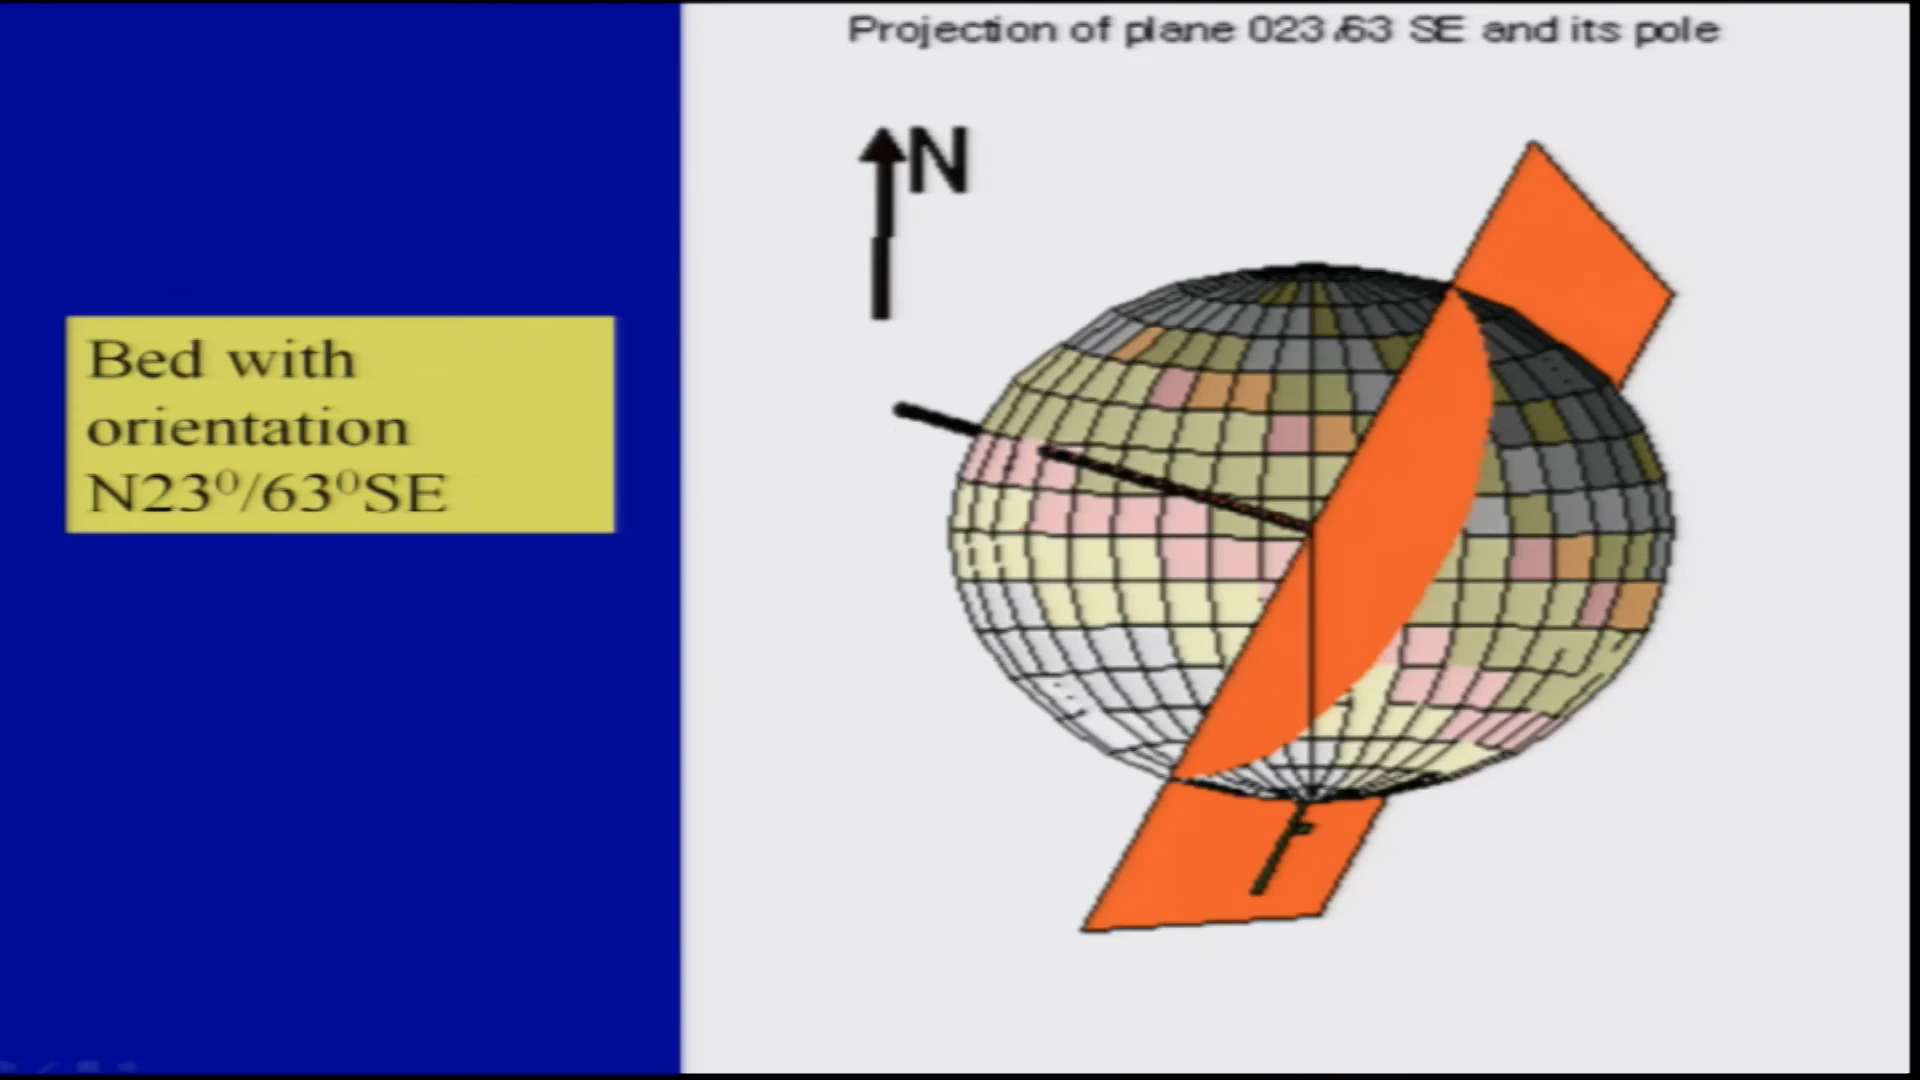 Projection of plane 023/63 SE and its pole
N
Bed with
orientation
N23⁰/63⁰SE